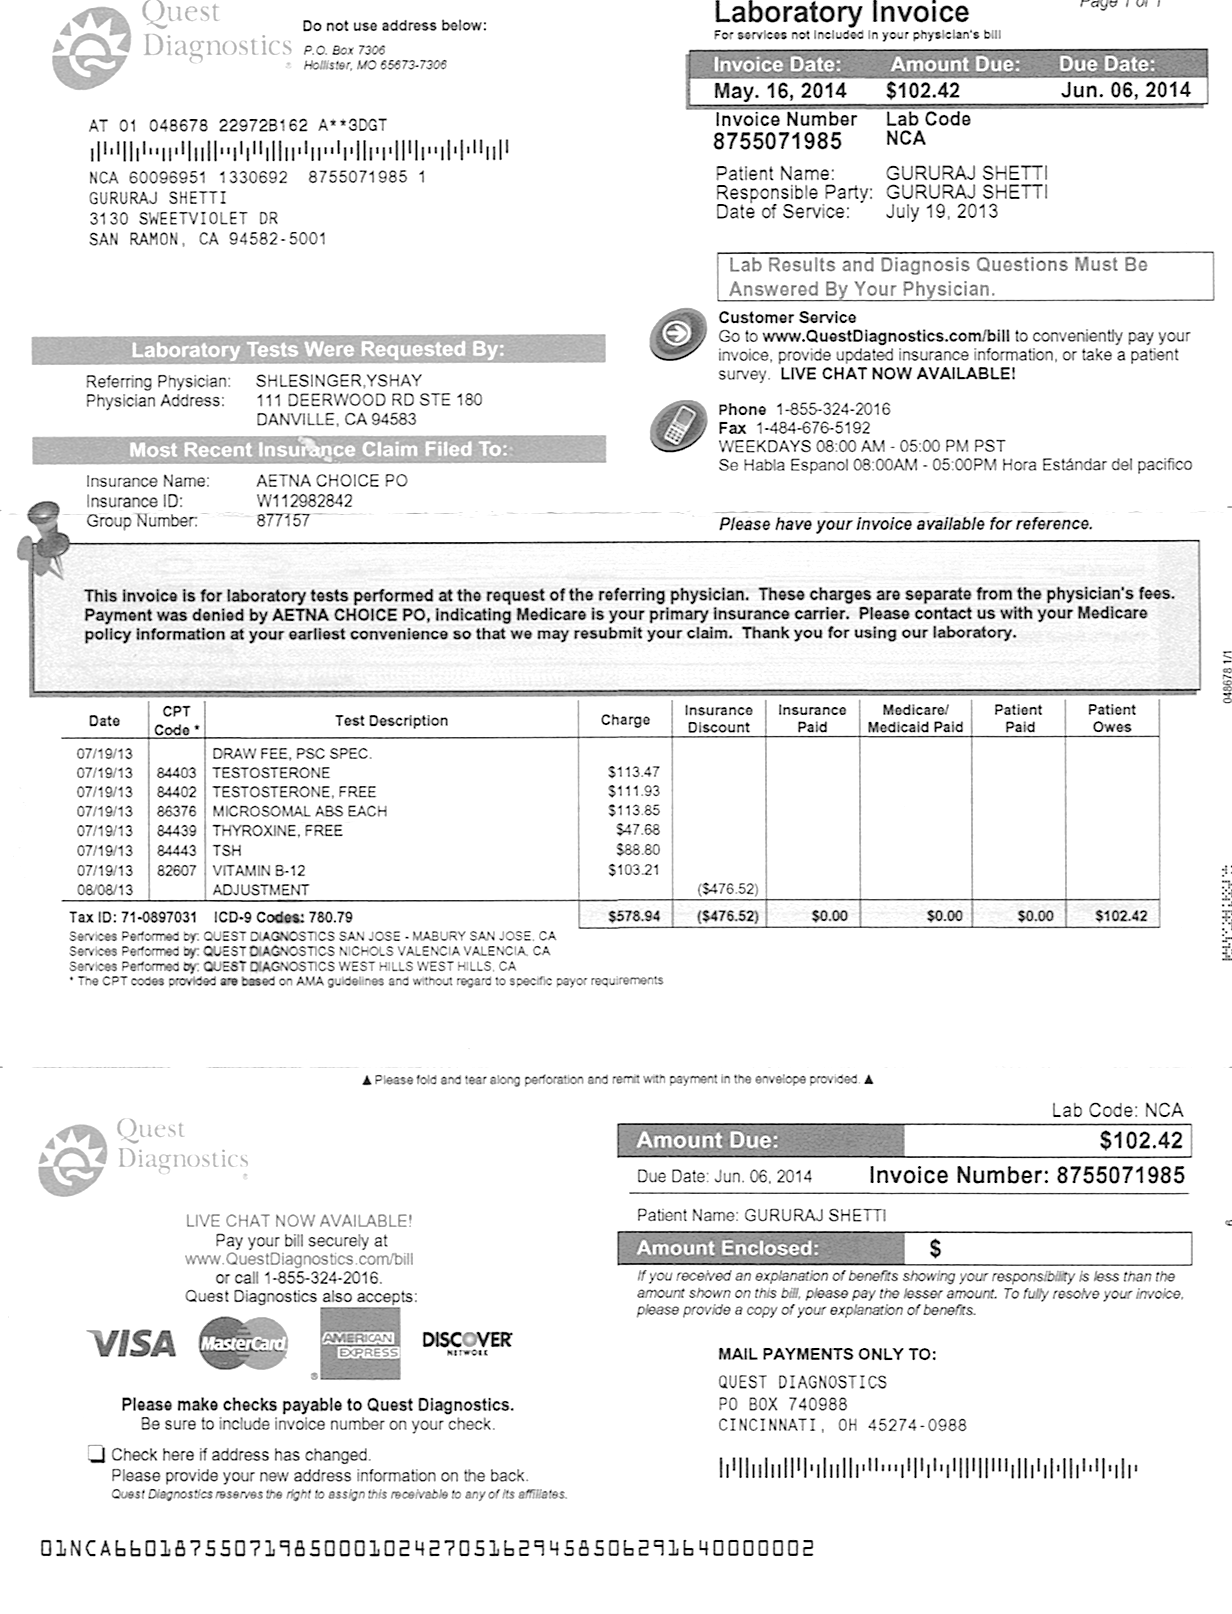 Quest
Diagnostics
Do not use address below:
P.O. Box 7306
Hollister, MO 65673-7306
Laboratory Invoice
Page 1 of 1
For services not included in your physician's bill
Invoice Date: Amount Due: Due Date:
May. 16, 2014 $102.42 Jun. 06, 2014
Invoice Number Lab Code
8755071985 NCA
Patient Name: GURURAJ SHETTI
Responsible Party: GURURAJ SHETTI
Date of Service: July 19, 2013
AT 01 048678 22972B162 A**3DGT
NCA 60096951 1330692 8755071985 1
GURURAJ SHETTI
3130 SWEETVIOLET DR
SAN RAMON, CA 94582-5001
Lab Results and Diagnosis Questions Must Be
Answered By Your Physician.
Customer Service
Go to www.QuestDiagnostics.com/bill to conveniently pay your
invoice, provide updated insurance information, or take a patient
survey. LIVE CHAT NOW AVAILABLE!
Phone 1-855-324-2016
Fax 1-484-676-5192
WEEKDAYS 08:00 AM - 05:00 PM PST
Se Habla Espanol 08:00AM - 05:00PM Hora Estándar del pacifico
Please have your invoice available for reference.
Laboratory Tests Were Requested By:
Referring Physician: SHLESINGER,YSHAY
Physician Address: 111 DEERWOOD RD STE 180
DANVILLE, CA 94583
Most Recent Insurance Claim Filed To:
Insurance Name: AETNA CHOICE PO
Insurance ID: W112982842
Group Number: 877157
This invoice is for laboratory tests performed at the request of the referring physician. These charges are separate from the physician's fees.
Payment was denied by AETNA CHOICE PO, indicating Medicare is your primary insurance carrier. Please contact us with your Medicare
policy information at your earliest convenience so that we may resubmit your claim. Thank you for using our laboratory.
048678 1/1
Date CPT Code * Test Description Charge Insurance Discount Insurance Paid Medicare/ Medicaid Paid Patient Paid Patient Owes
07/19/13 DRAW FEE, PSC SPEC.
07/19/13 84403 TESTOSTERONE $113.47
07/19/13 84402 TESTOSTERONE, FREE $111.93
07/19/13 86376 MICROSOMAL ABS EACH $113.85
07/19/13 84439 THYROXINE, FREE $47.68
07/19/13 84443 TSH $88.80
07/19/13 82607 VITAMIN B-12 $103.21
08/08/13 ADJUSTMENT ($476.52)
Tax ID: 71-0897031 ICD-9 Codes: 780.79 $578.94 ($476.52) $0.00 $0.00 $0.00 $102.42
Services Performed by: QUEST DIAGNOSTICS SAN JOSE - MABURY SAN JOSE, CA
Services Performed by: QUEST DIAGNOSTICS NICHOLS VALENCIA VALENCIA, CA
Services Performed by: QUEST DIAGNOSTICS WEST HILLS WEST HILLS, CA
* The CPT codes provided are based on AMA guidelines and without regard to specific payor requirements
▲ Please fold and tear along perforation and remit with payment in the envelope provided. ▲
Quest
Diagnostics
Lab Code: NCA
Amount Due: $102.42
Due Date: Jun. 06, 2014 Invoice Number: 8755071985
Patient Name: GURURAJ SHETTI
Amount Enclosed: $
If you received an explanation of benefits showing your responsibility is less than the
amount shown on this bill, please pay the lesser amount. To fully resolve your invoice,
please provide a copy of your explanation of benefits.
LIVE CHAT NOW AVAILABLE!
Pay your bill securely at
www.QuestDiagnostics.com/bill
or call 1-855-324-2016.
Quest Diagnostics also accepts:
VISA MasterCard AMERICAN EXPRESS DISCOVER NETWORK
Please make checks payable to Quest Diagnostics.
Be sure to include invoice number on your check.
Check here if address has changed.
Please provide your new address information on the back.
Quest Diagnostics reserves the right to assign this receivable to any of its affiliates.
MAIL PAYMENTS ONLY TO:
QUEST DIAGNOSTICS
PO BOX 740988
CINCINNATI, OH 45274-0988
01NCA66018755071985000102427051629458506291640000002